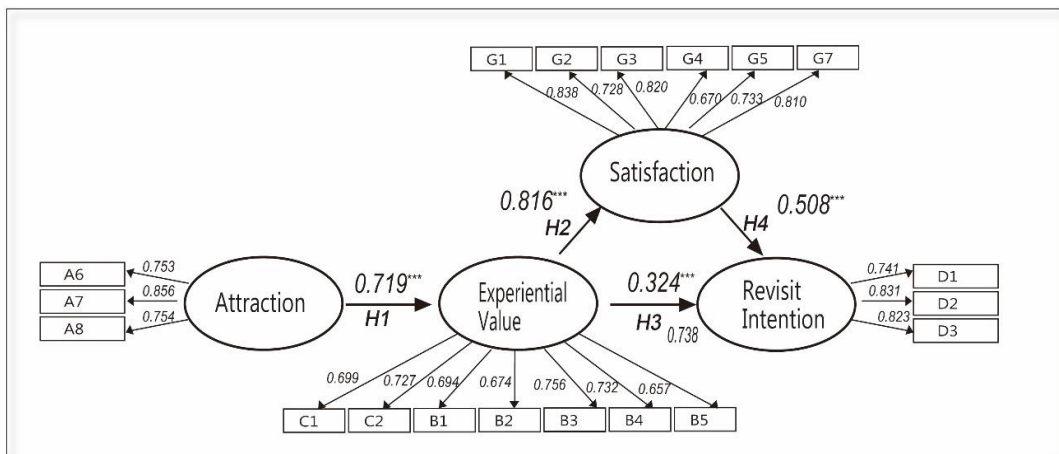 G1 G2 G3 G4 G5 G7
0.838 0.728 0.820 0.670 0.733 0.810
Satisfaction
0.816***
H2
0.508***
H4
A6 0.753
A7 0.856
A8 0.754
Attraction
0.719***
H1
Experiential
Value
0.324***
H3 0.738
Revisit
Intention
0.741 D1
0.831 D2
0.823 D3
0.699 0.727 0.694 0.674 0.756 0.732 0.657
C1 C2 B1 B2 B3 B4 B5